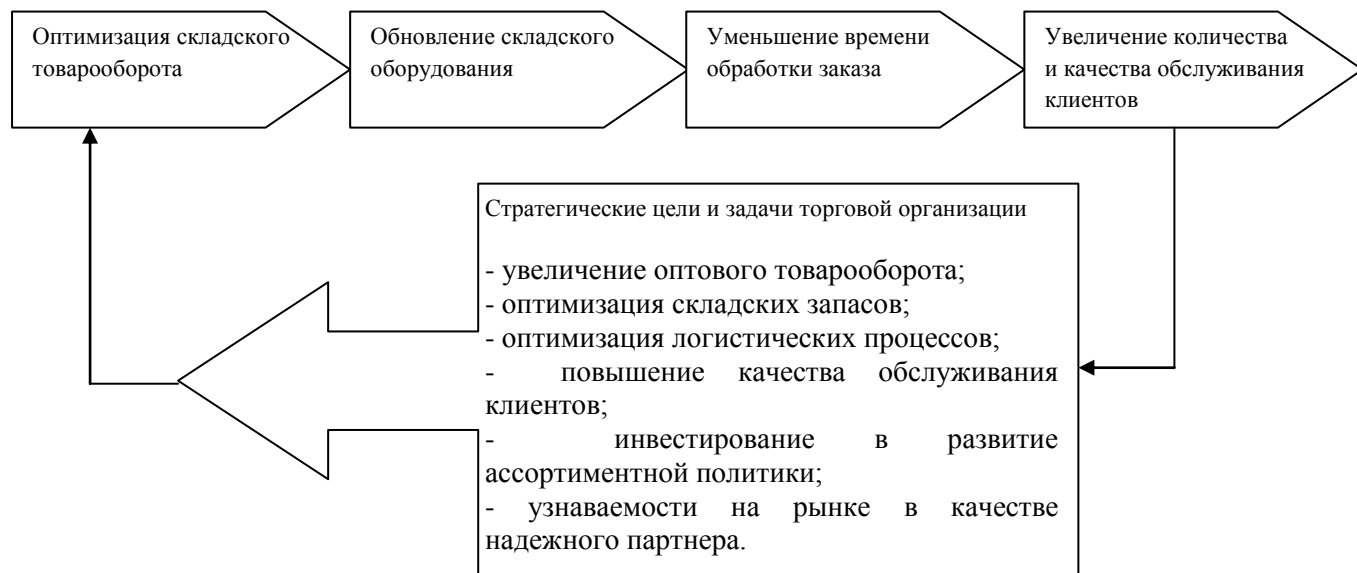 Оптимизация складского
товарооборота
Обновление складского
оборудования
Уменьшение времени
обработки заказа
Увеличение количества
и качества обслуживания
клиентов
Стратегические цели и задачи торговой организации
- увеличение оптового товарооборота;
- оптимизация складских запасов;
- оптимизация логистических процессов;
- повышение качества обслуживания
клиентов;
- инвестирование в развитие
ассортиментной политики;
- узнаваемости на рынке в качестве
надежного партнера.